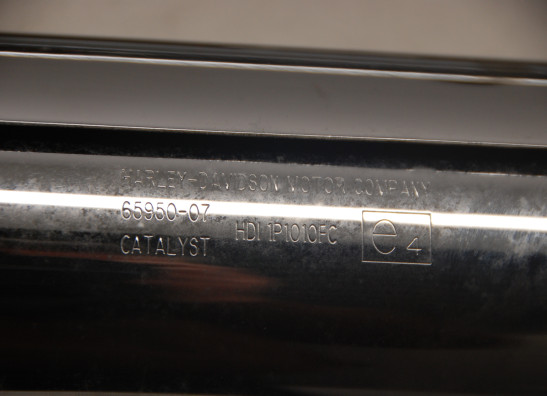 HARLEY-DAVIDSON MOTOR COMPANY
65950-07
CATALYST HDI 1P1010FC e4